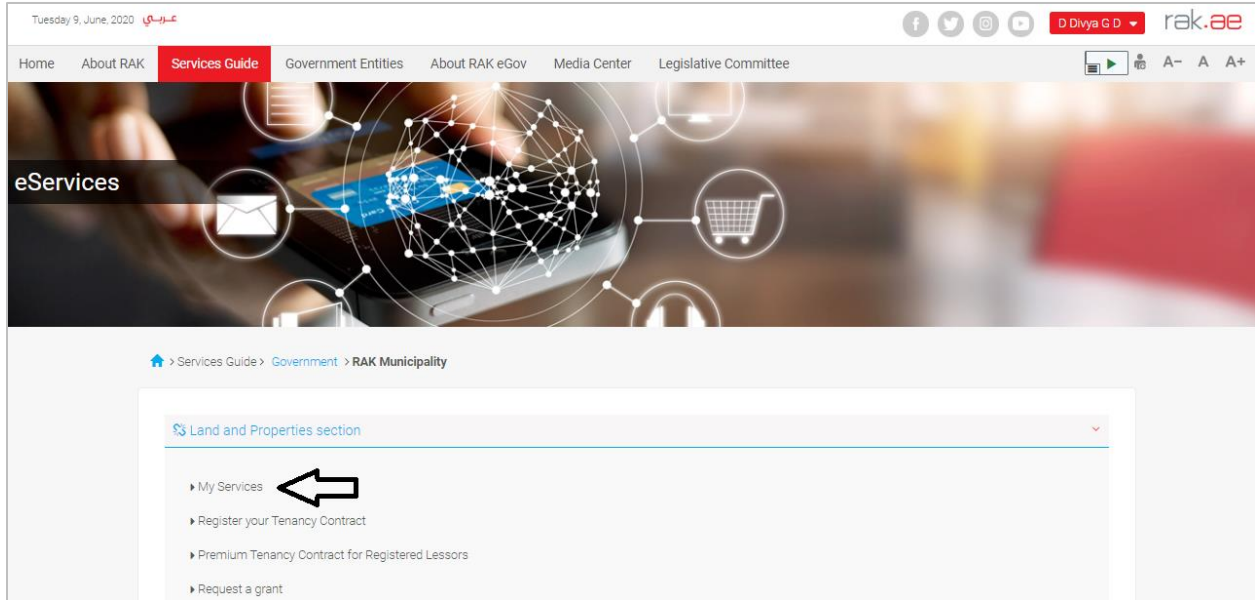 Tuesday 9, June, 2020 عـربـي
D Divya G D
rak.ae
Home About RAK Services Guide Government Entities About RAK eGov Media Center Legislative Committee
A- A A+
eServices
> Services Guide > Government > RAK Municipality
Land and Properties section
My Services
Register your Tenancy Contract
Premium Tenancy Contract for Registered Lessors
Request a grant